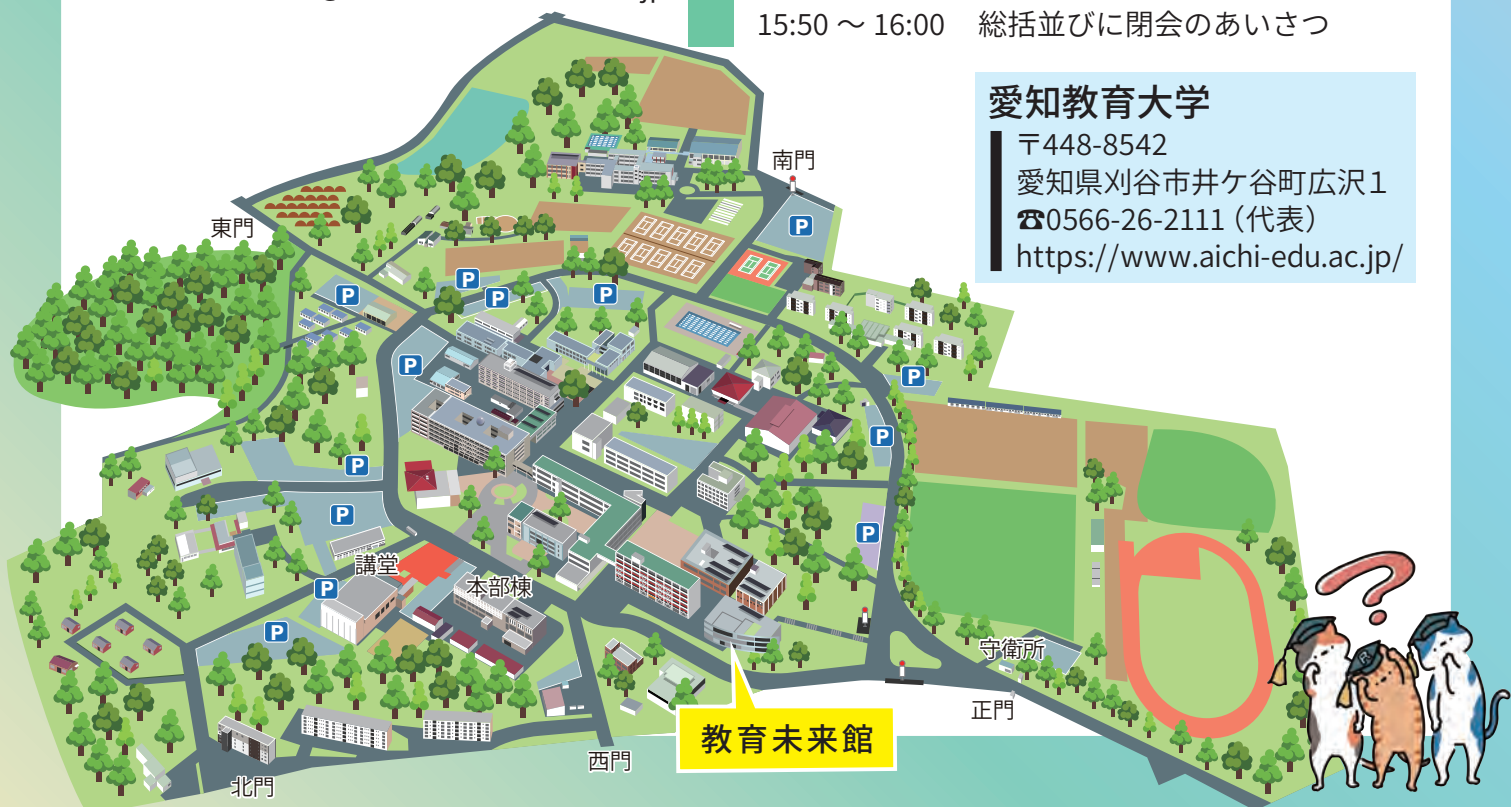 15:50 ～ 16:00　総括並びに閉会のあいさつ
愛知教育大学
〒448-8542
愛知県刈谷市井ケ谷町広沢１
☎0566-26-2111（代表）
https://www.aichi-edu.ac.jp/
南門
P
東門
P
P
P
P
P
P
P
P
P
P
講堂
P
本部棟
P
守衛所
正門
教育未来館
西門
北門